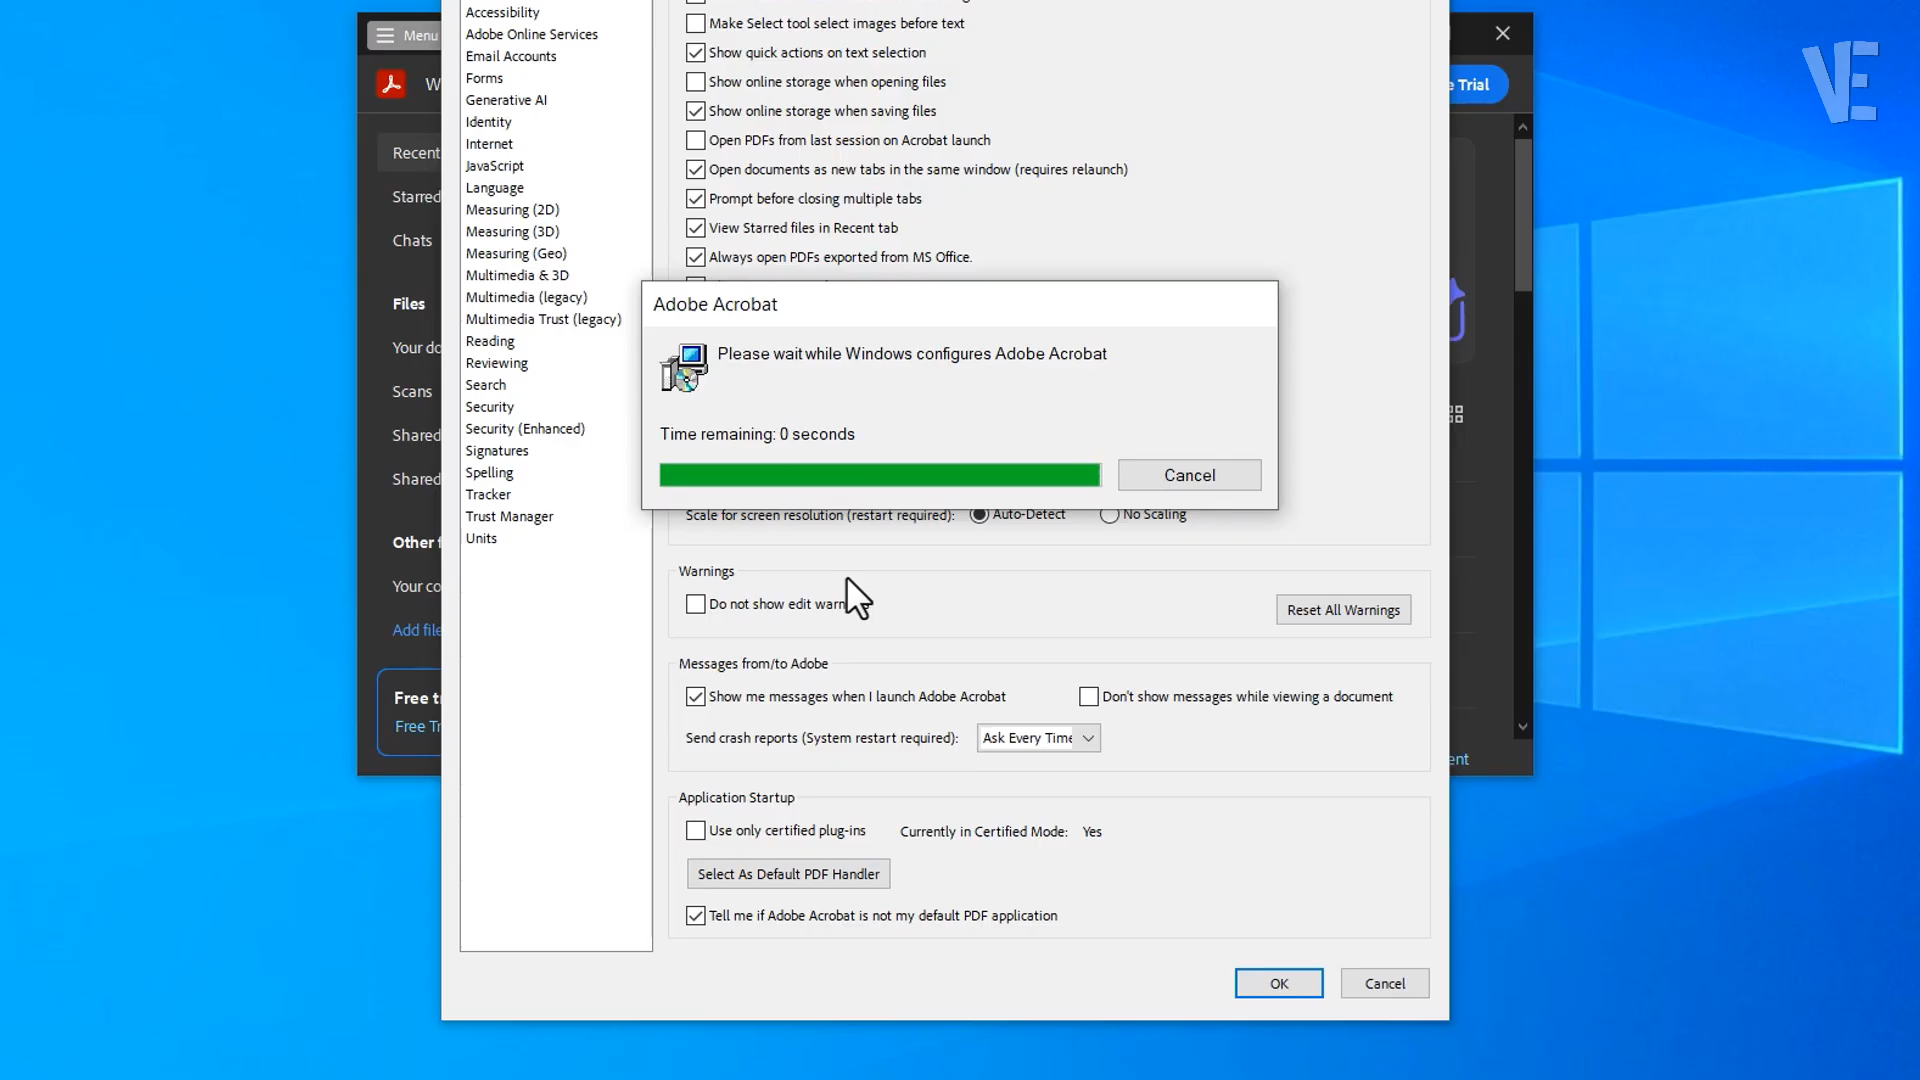 Menu
W
e Trial
VE
Recent
Starred
Chats
Files
Your do
Scans
Shared
Shared
Other f
Your co
Add file
Free t
Free Tr
ent
Accessibility
Adobe Online Services
Email Accounts
Forms
Generative AI
Identity
Internet
JavaScript
Language
Measuring (2D)
Measuring (3D)
Measuring (Geo)
Multimedia & 3D
Multimedia (legacy)
Multimedia Trust (legacy)
Reading
Reviewing
Search
Security
Security (Enhanced)
Signatures
Spelling
Tracker
Trust Manager
Units
Make Select tool select images before text
Show quick actions on text selection
Show online storage when opening files
Show online storage when saving files
Open PDFs from last session on Acrobat launch
Open documents as new tabs in the same window (requires relaunch)
Prompt before closing multiple tabs
View Starred files in Recent tab
Always open PDFs exported from MS Office.
Adobe Acrobat
Please wait while Windows configures Adobe Acrobat
Time remaining: 0 seconds
Cancel
Scale for screen resolution (restart required): Auto-Detect No Scaling
Warnings
Do not show edit warn
Reset All Warnings
Messages from/to Adobe
Show me messages when I launch Adobe Acrobat Don't show messages while viewing a document
Send crash reports (System restart required): Ask Every Time
Application Startup
Use only certified plug-ins Currently in Certified Mode: Yes
Select As Default PDF Handler
Tell me if Adobe Acrobat is not my default PDF application
OK Cancel